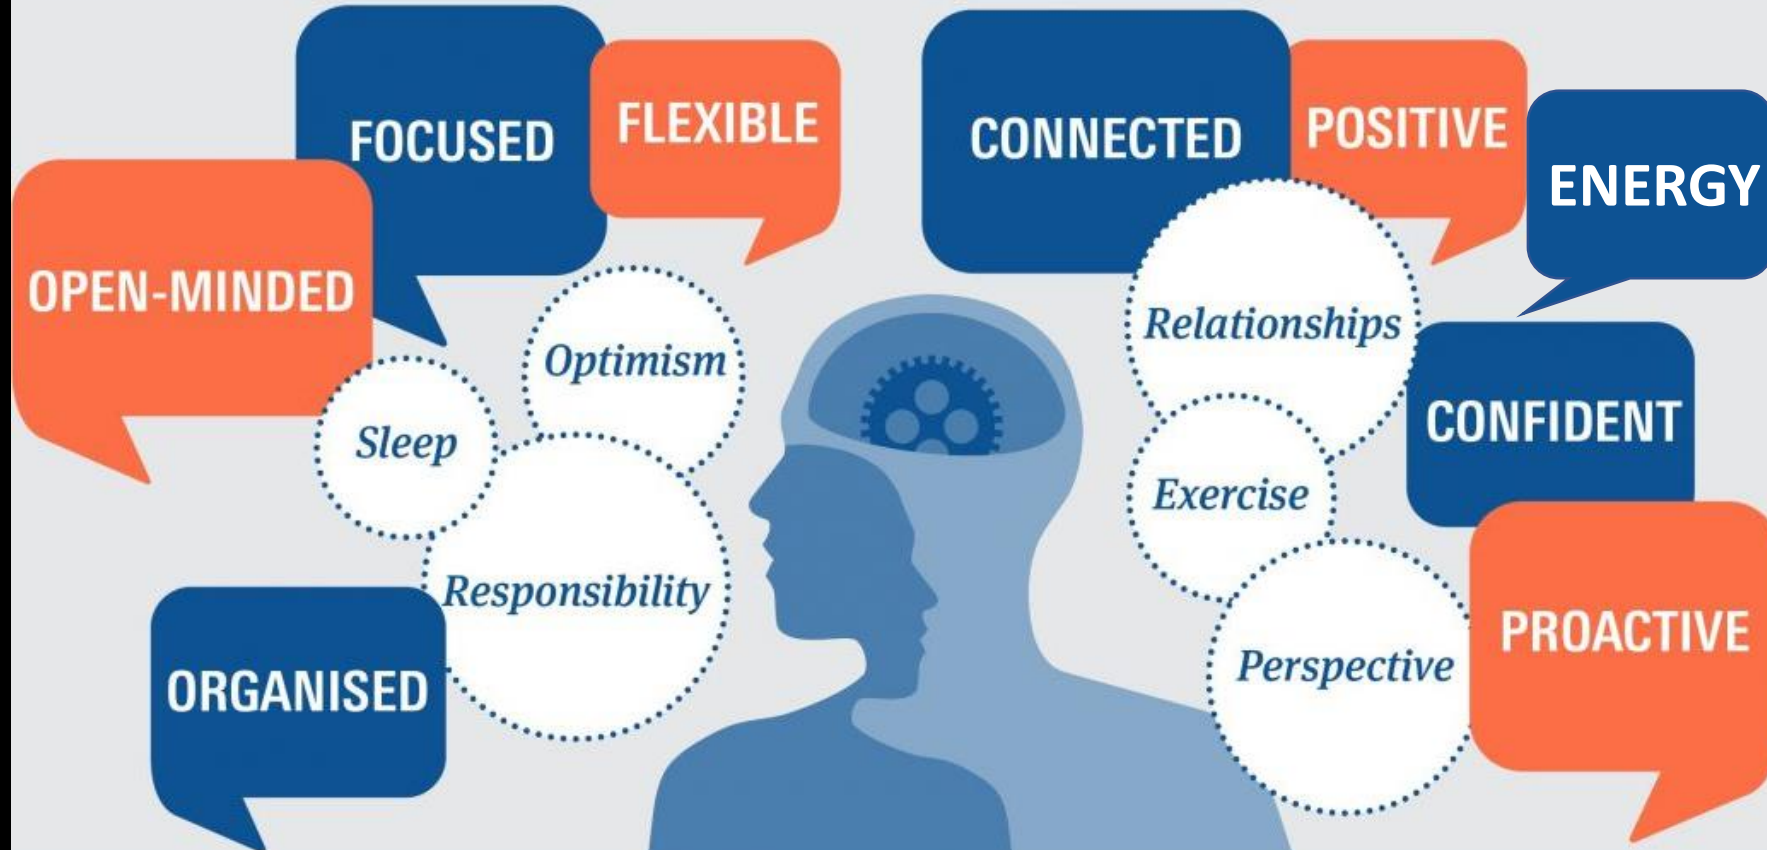 FOCUSED
FLEXIBLE
CONNECTED
POSITIVE
ENERGY
OPEN-MINDED
Optimism
Relationships
Sleep
CONFIDENT
Exercise
Responsibility
PROACTIVE
Perspective
ORGANISED